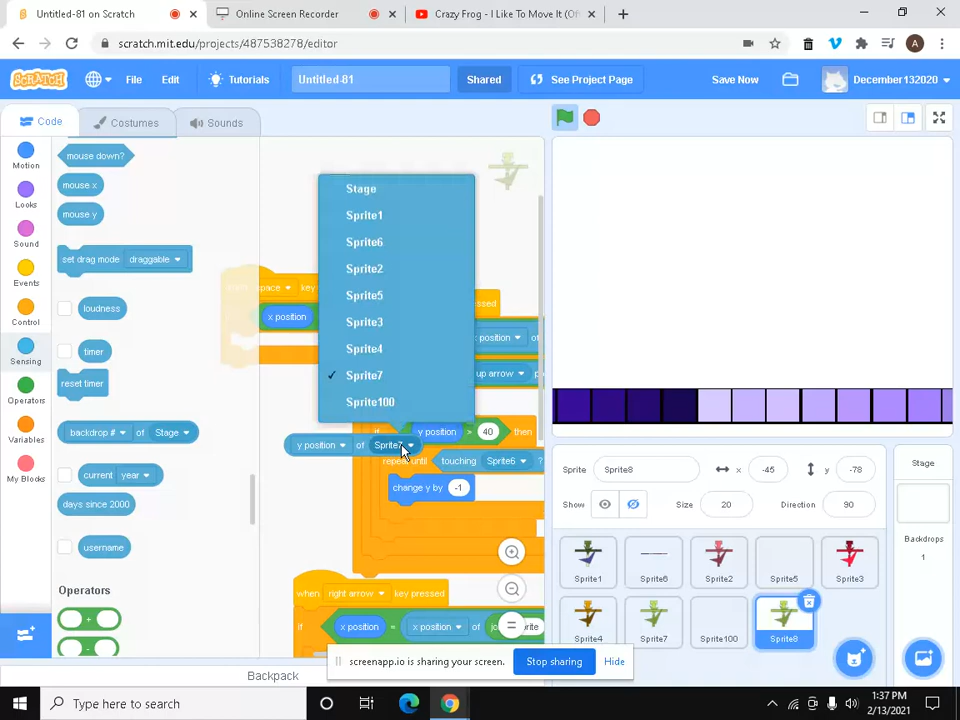 Untitled-81 on Scratch
Online Screen Recorder
Crazy Frog - I Like To Move It (Of
scratch.mit.edu/projects/487538278/editor
A
SCRATCH
File
Edit
Tutorials
Untitled-81
Shared
See Project Page
Save Now
December132020
Code
Costumes
Sounds
Motion
Looks
Sound
Events
Control
Sensing
Operators
Variables
My Blocks
mouse down?
mouse x
mouse y
set drag mode draggable
loudness
timer
reset timer
backdrop # of Stage
current year
days since 2000
username
Operators
+
-
Stage
Sprite1
Sprite6
Sprite2
Sprite5
Sprite3
Sprite4
✓ Sprite7
Sprite100
space key
x position
y position of Sprite7
up arrow
if y position > 40 then
repeat until touching Sprite6 ?
change y by -1
when right arrow key pressed
if x position = x position of
Sprite Sprite8 x -45 y -78
Show Size 20 Direction 90
Sprite1
Sprite6
Sprite2
Sprite5
Sprite3
Sprite4
Sprite7
Sprite100
Sprite8
Stage
Backdrops
1
Backpack
screenapp.io is sharing your screen.
Stop sharing
Hide
Type here to search
1:37 PM
2/13/2021